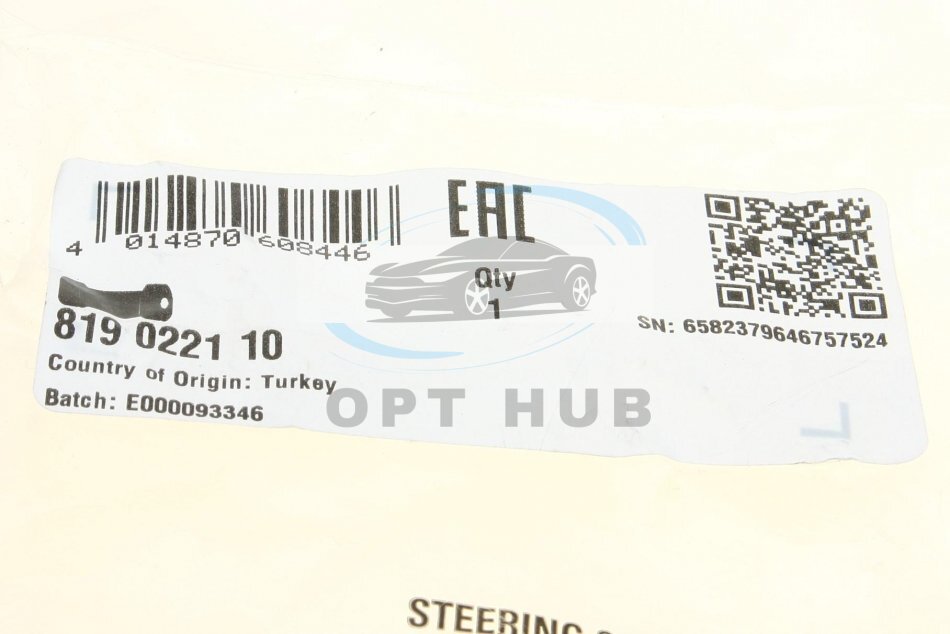 4 014870 608446
EAC
Qty
1
819 0221 10
SN: 6582379646757524
Country of Origin: Turkey
Batch: E000093346
OPT HUB
STEERING